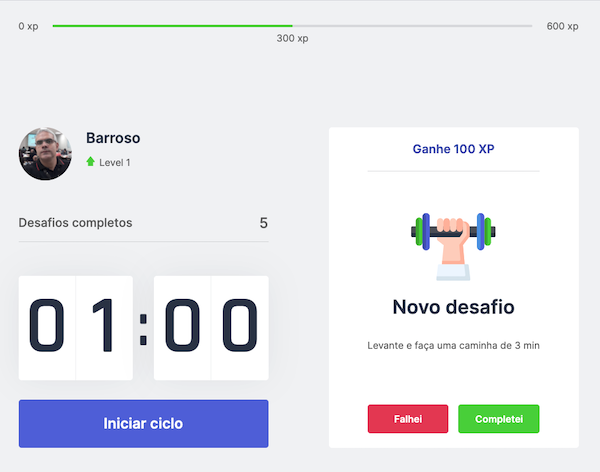 0 xp
600 xp
300 xp
Barroso
Level 1
Desafios completos
5
01:00
Iniciar ciclo
Ganhe 100 XP
Novo desafio
Levante e faça uma caminha de 3 min
Falhei
Completei